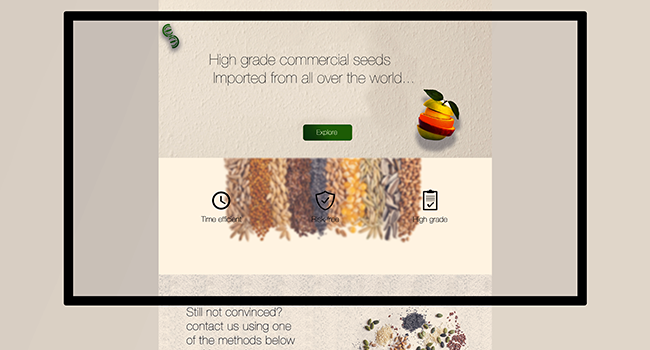 High grade commercial seeds
Imported from all over the world...
Explore
Time efficient
Risk free
High grade
Still not convinced?
contact us using one
of the methods below